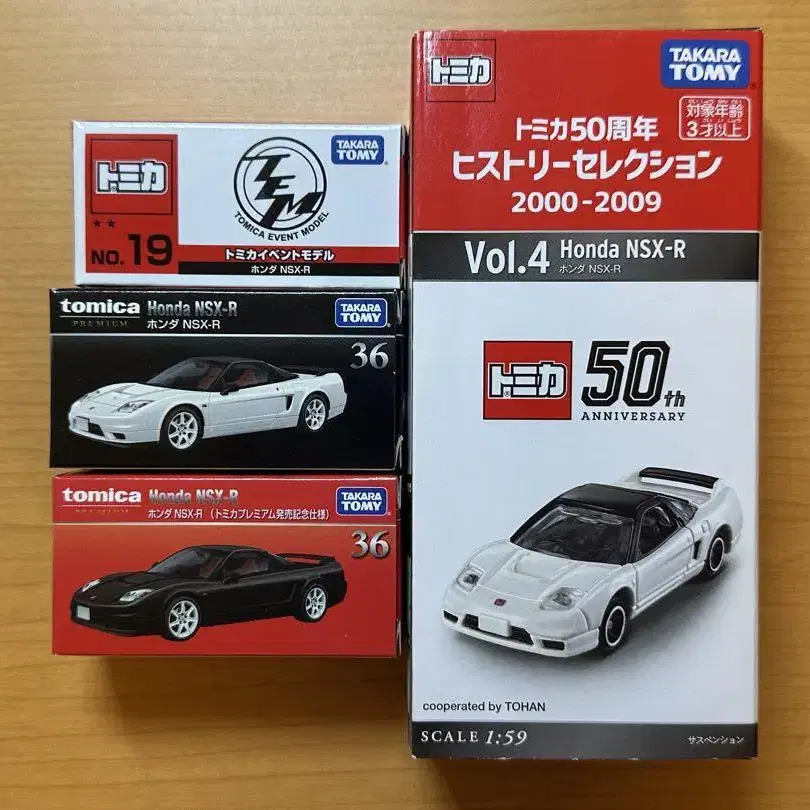 トミカ
TAKARA TOMY
TEM
TOMICA EVENT MODEL
★★
NO. 19
トミカイベントモデル
ホンダ NSX-R
tomica
PREMIUM
Honda NSX-R
ホンダ NSX-R
TAKARA TOMY
36
tomica
PREMIUM
Honda NSX-R
ホンダ NSX-R (トミカプレミアム発売記念仕様)
TAKARA TOMY
36
トミカ
TAKARA TOMY
対象年齢
3才以上
トミカ50周年
ヒストリーセレクション
2000-2009
Vol.4 Honda NSX-R
ホンダ NSX-R
トミカ
50th
ANNIVERSARY
cooperated by TOHAN
SCALE 1:59
サスペンション